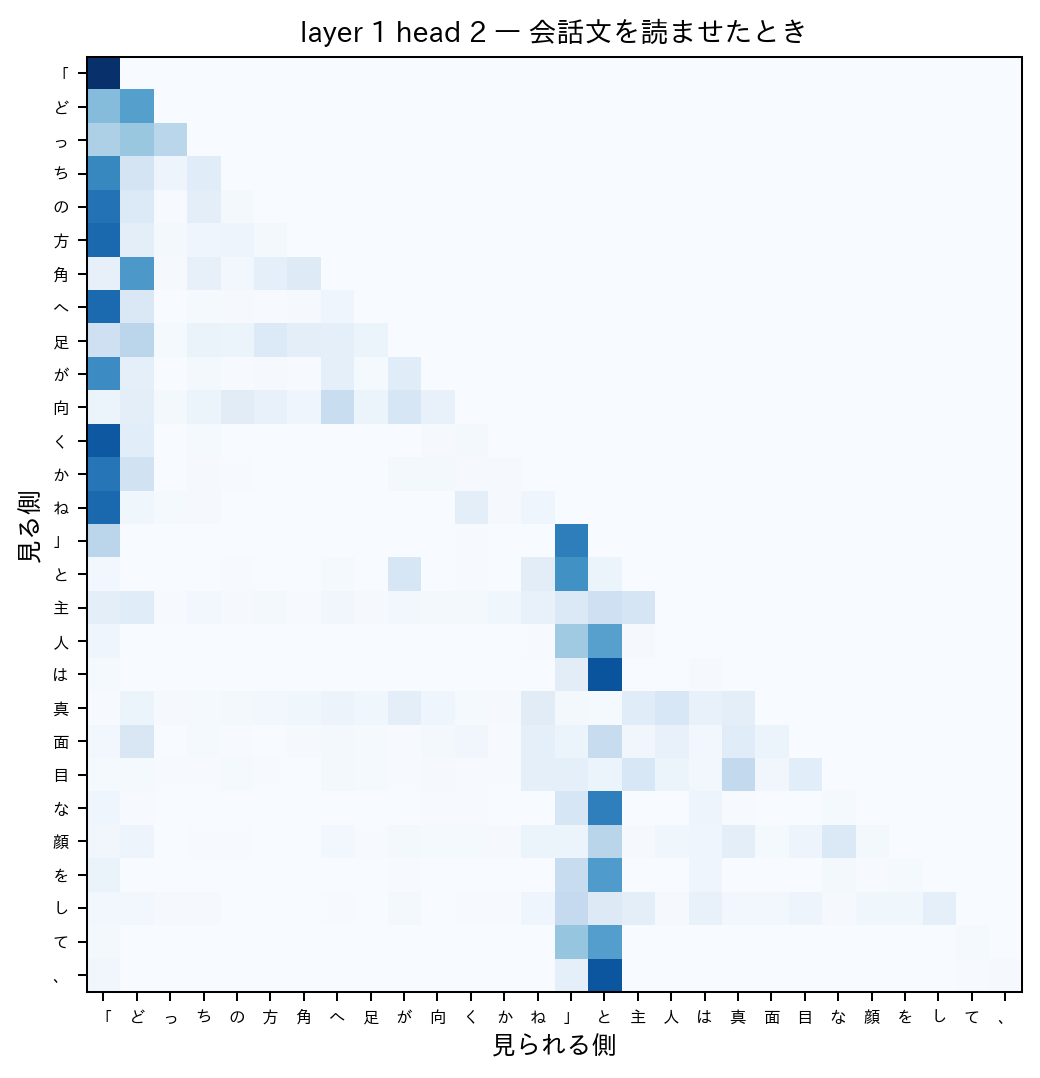 layer 1 head 2 — 会話文を読ませたとき
見る側
「
ど
っ
ち
の
方
角
へ
足
が
向
く
か
ね
」
と
主
人
は
真
面
目
な
顔
を
し
て
、
「 ど っ ち の 方 角 へ 足 が 向 く か ね 」 と 主 人 は 真 面 目 な 顔 を し て 、
見られる側